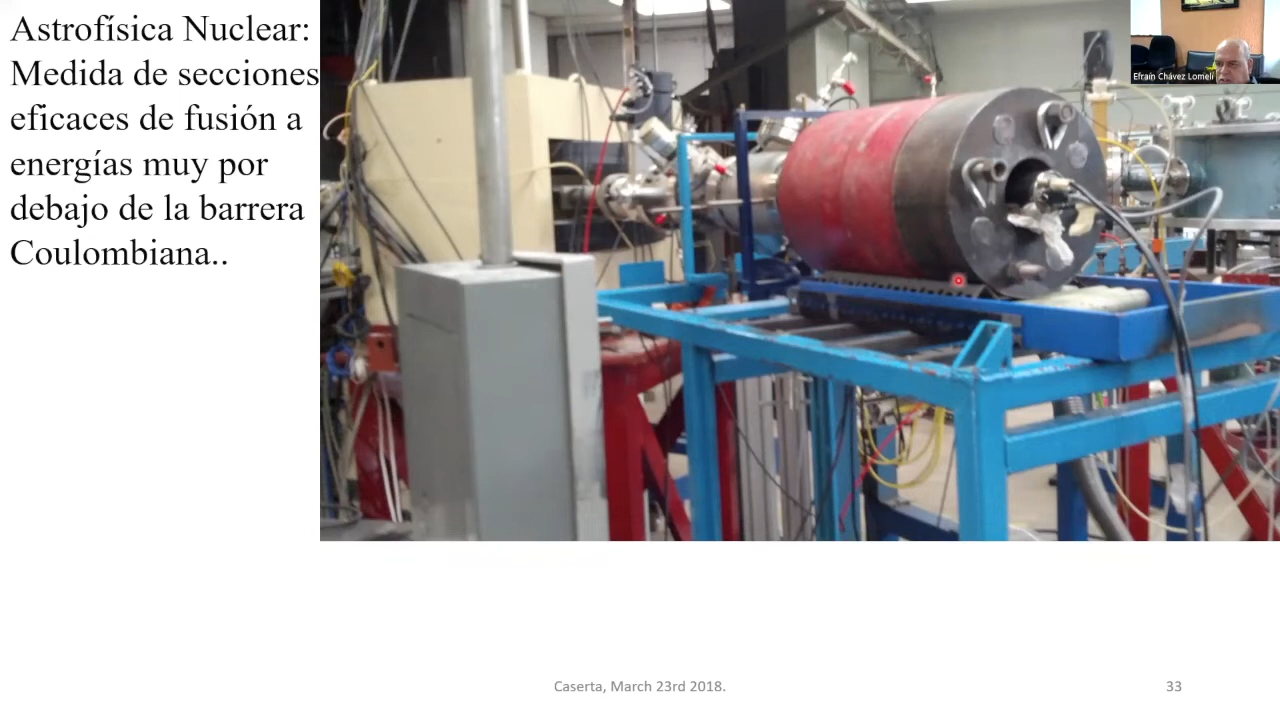 Astrofísica Nuclear:
Medida de secciones
eficaces de fusión a
energías muy por
debajo de la barrera
Coulombiana..
Efraín Chávez Lomelí
Caserta, March 23rd 2018.
33